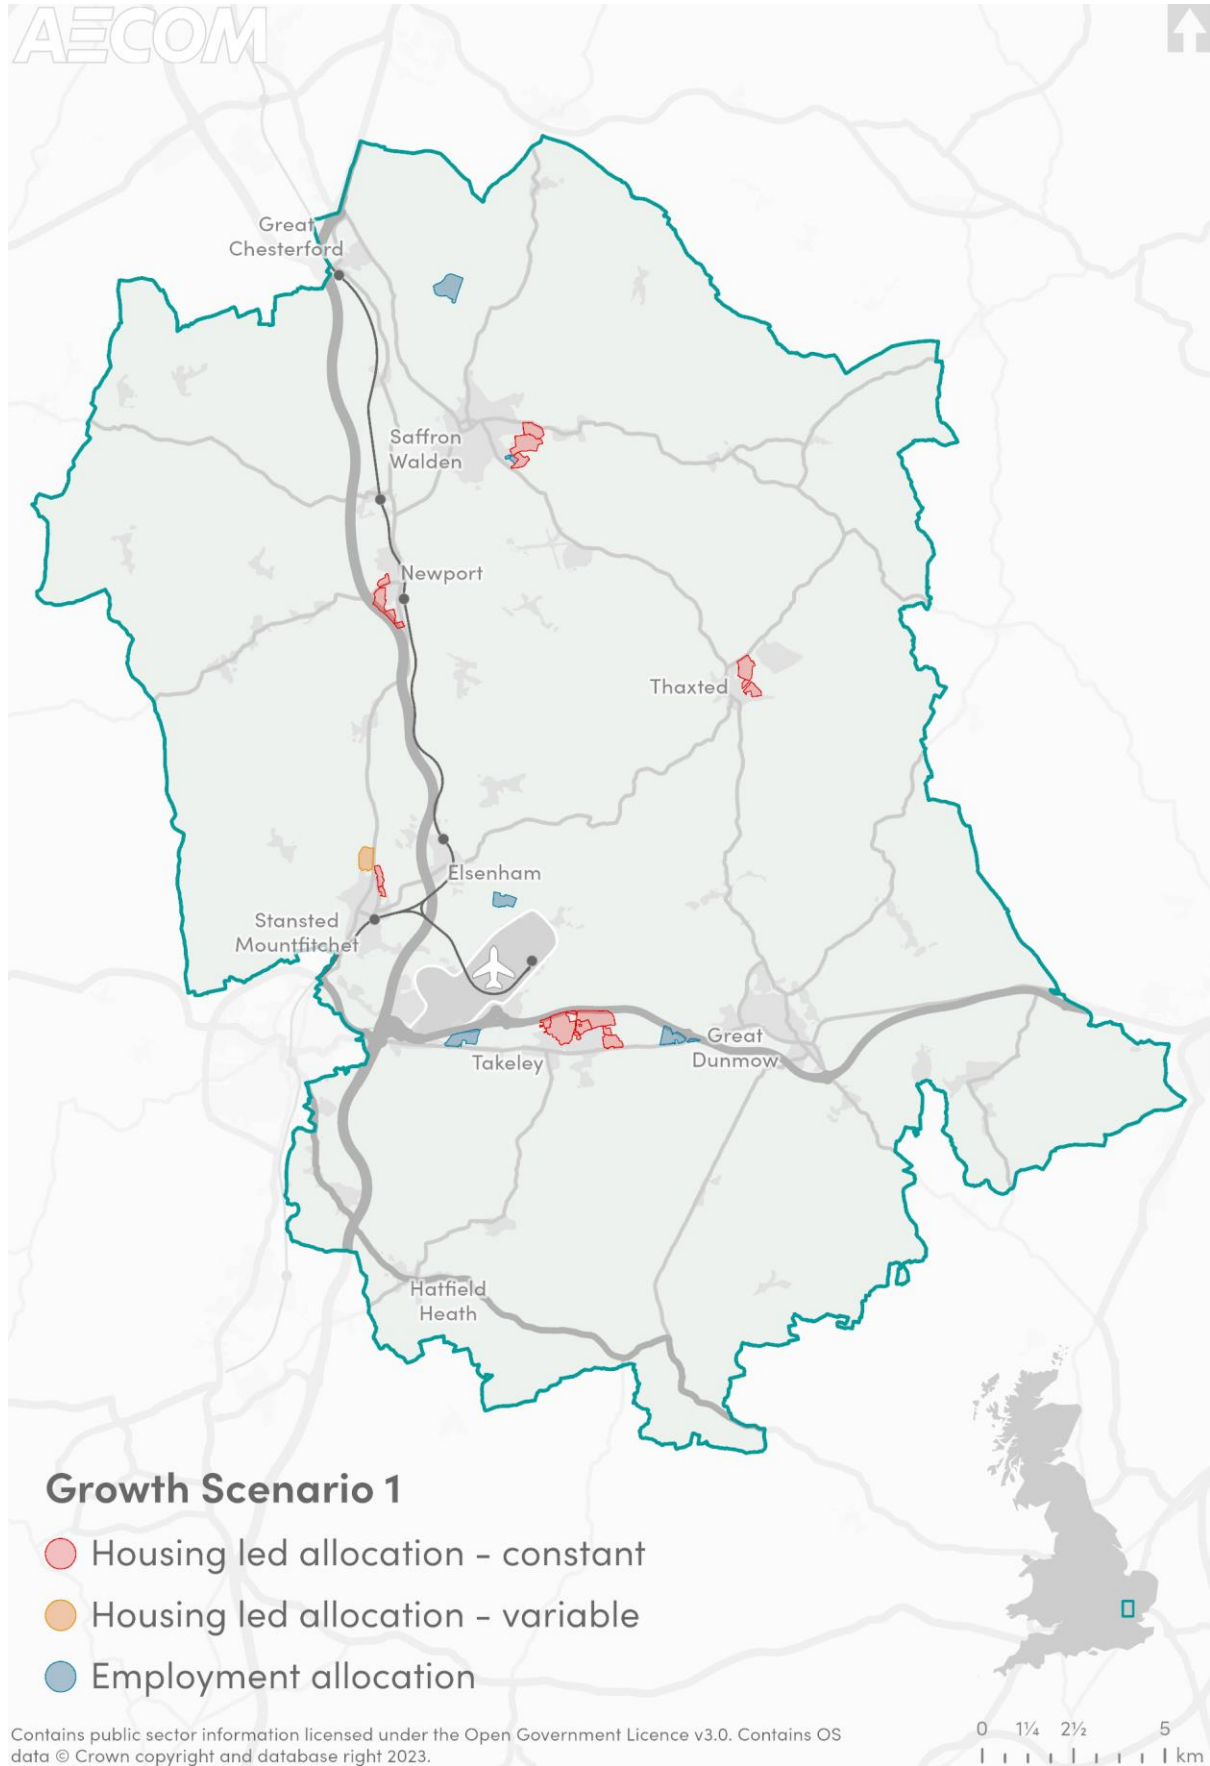 AECOM
Great
Chesterford
Saffron
Walden
Newport
Thaxted
Elsenham
Stansted
Mountfitchet
Takeley
Great
Dunmow
Hatfield
Heath
Growth Scenario 1
Housing led allocation - constant
Housing led allocation - variable
Employment allocation
Contains public sector information licensed under the Open Government Licence v3.0. Contains OS
data © Crown copyright and database right 2023.
0 1¼ 2½ 5
km